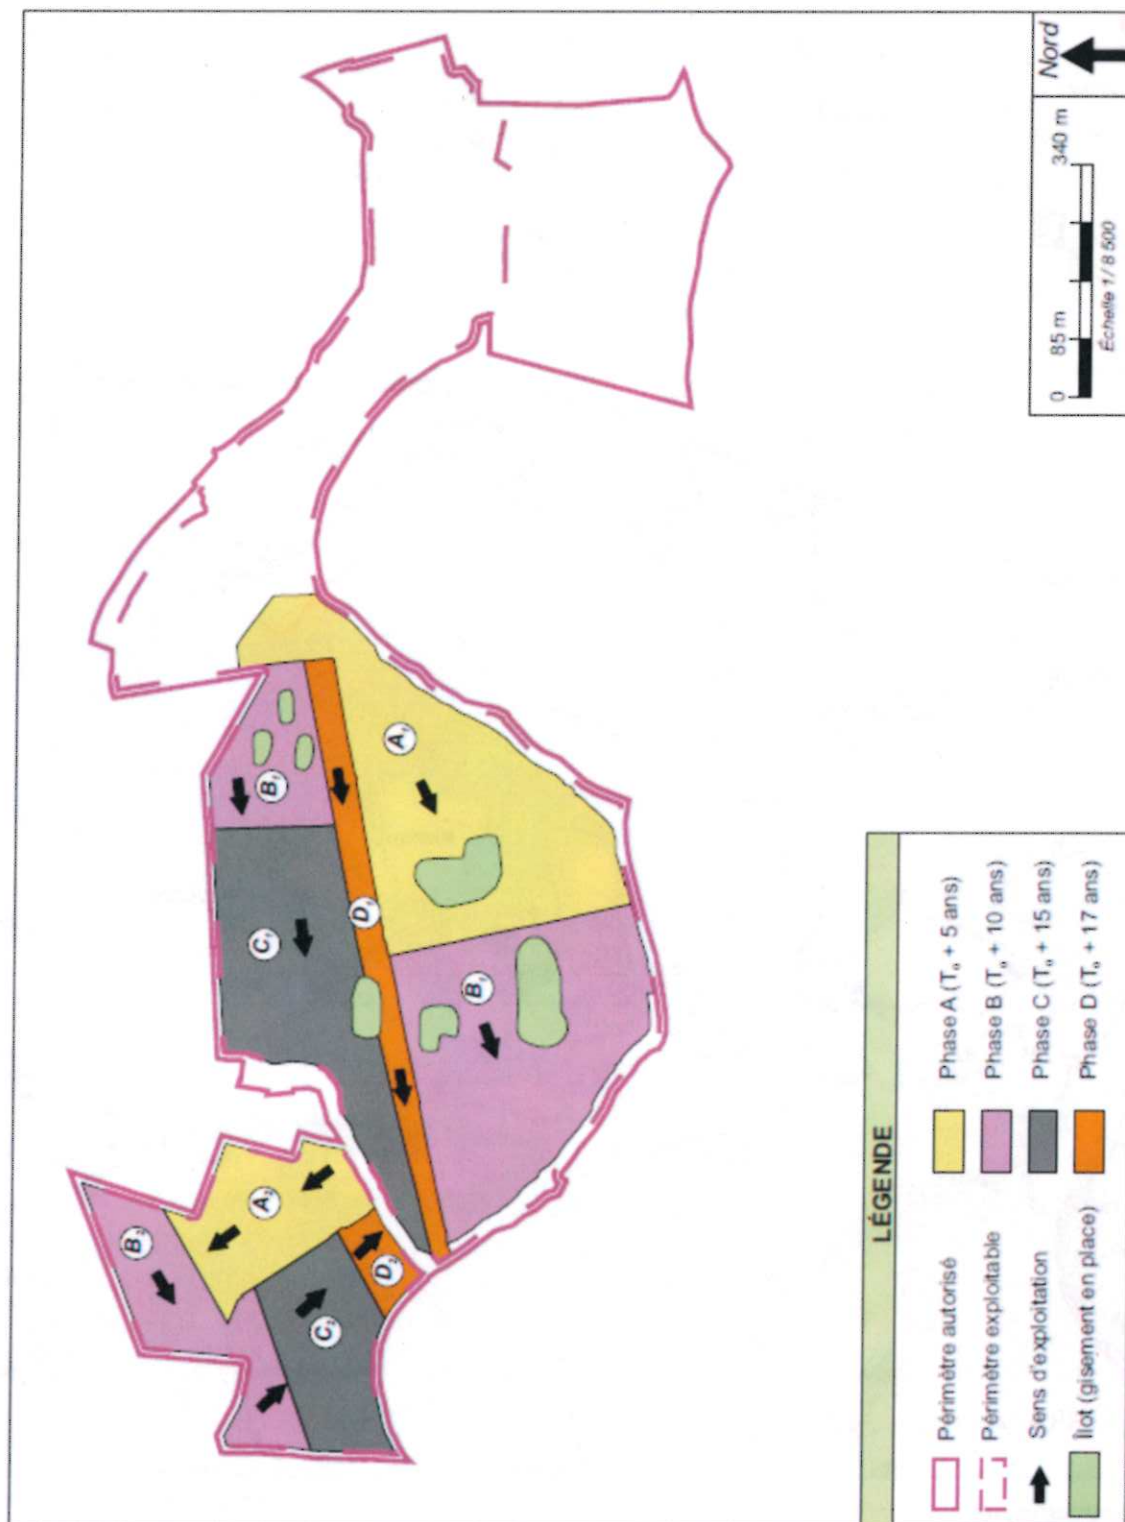 B₂
A₂
C₂
D₂
C₁
B₁
D₁
A₁
B₁
LÉGENDE
Périmètre autorisé
Périmètre exploitable
Sens d'exploitation
Îlot (gisement en place)
Phase A (T₀ + 5 ans)
Phase B (T₀ + 10 ans)
Phase C (T₀ + 15 ans)
Phase D (T₀ + 17 ans)
0 85 m 340 m
Échelle 1/ 8 500
Nord